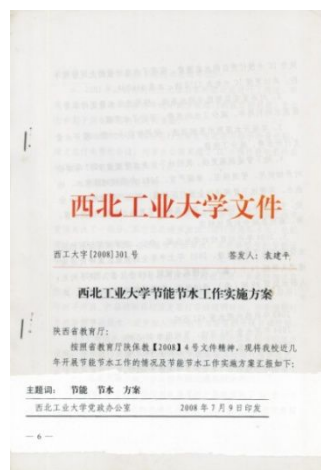 西北工业大学文件
西工大字[2008]301号 签发人：袁建平
西北工业大学节能节水工作实施方案
陕西省教育厅：
按照省教育厅陕保教【2008】4号文件精神。现将我校近几
年开展节能节水工作的情况及节能节水工作实施方案汇报如下：
主题词： 节能 节水 方案
西北工业大学党政办公室 2008年7月9日印发
— 6 —